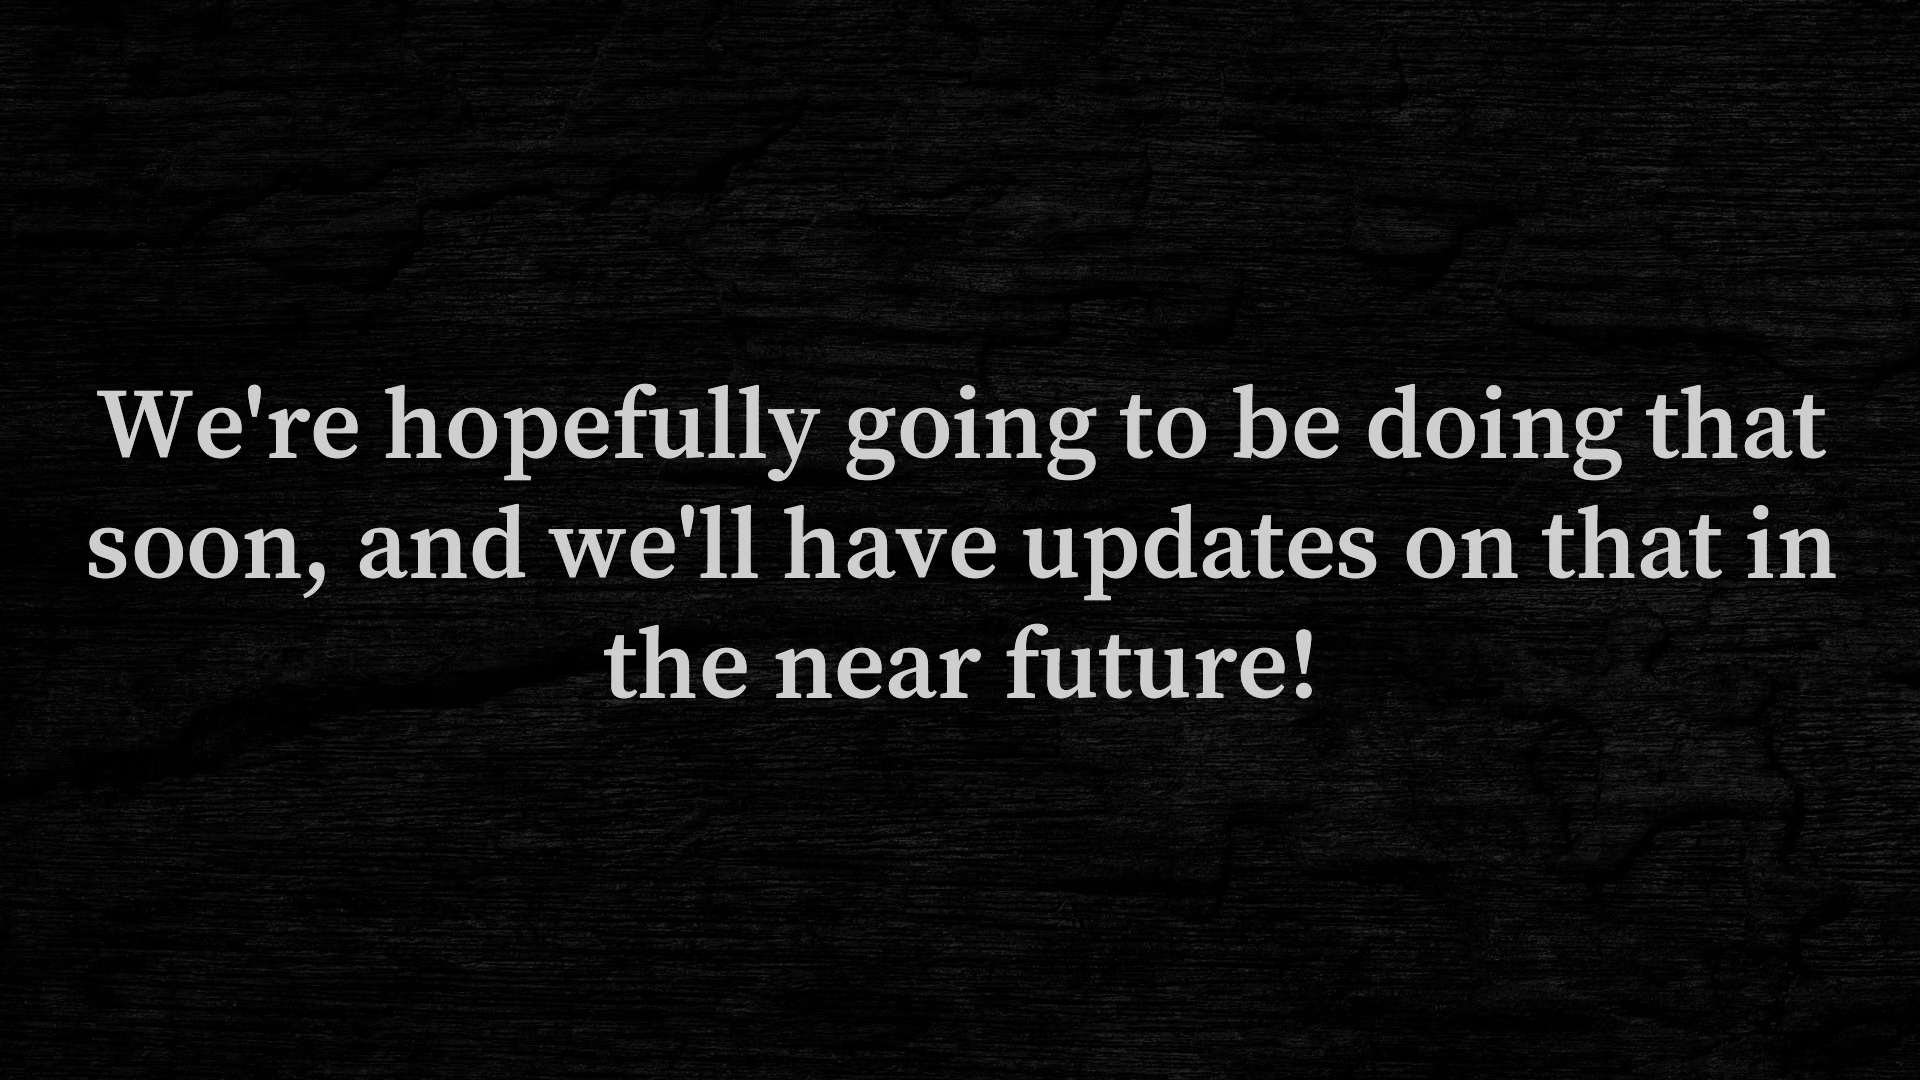 We're hopefully going to be doing that
soon, and we'll have updates on that in
the near future!